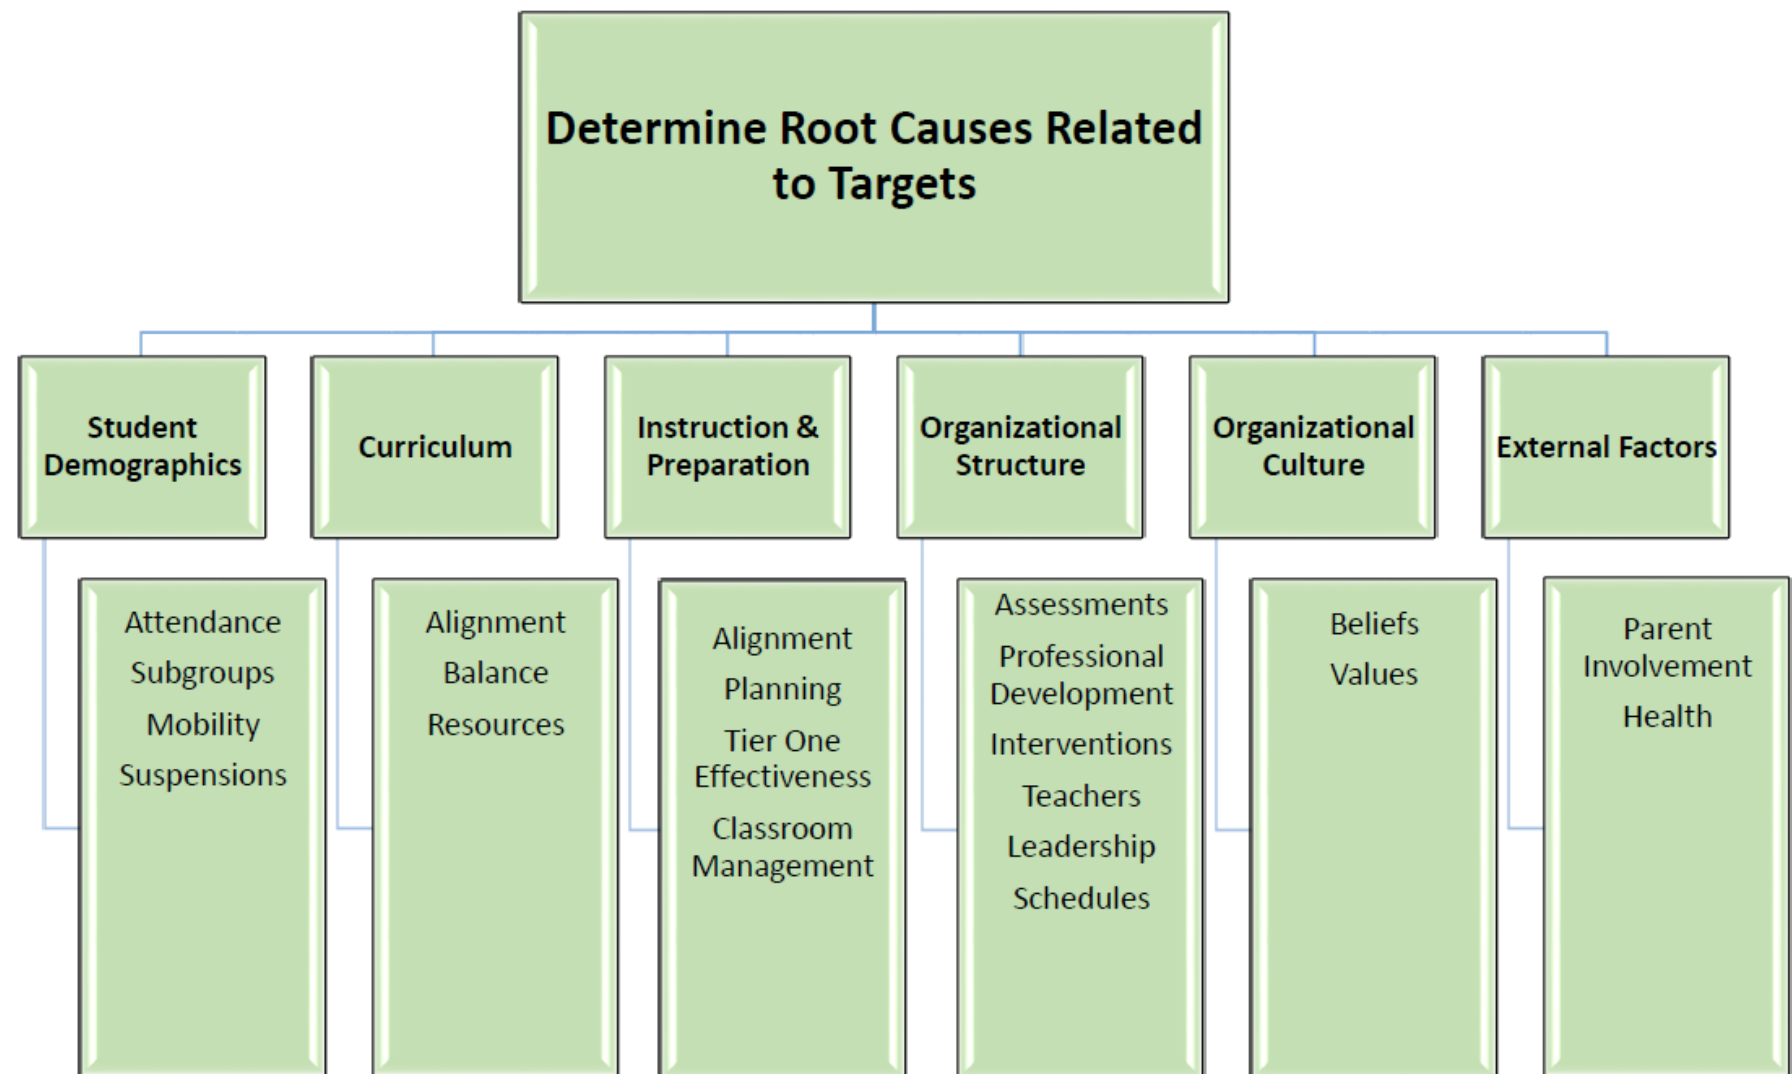 Determine Root Causes Related
to Targets
Student
Demographics
Curriculum
Instruction &
Preparation
Organizational
Structure
Organizational
Culture
External Factors
Attendance
Subgroups
Mobility
Suspensions
Alignment
Balance
Resources
Alignment
Planning
Tier One
Effectiveness
Classroom
Management
Assessments
Professional
Development
Interventions
Teachers
Leadership
Schedules
Beliefs
Values
Parent
Involvement
Health